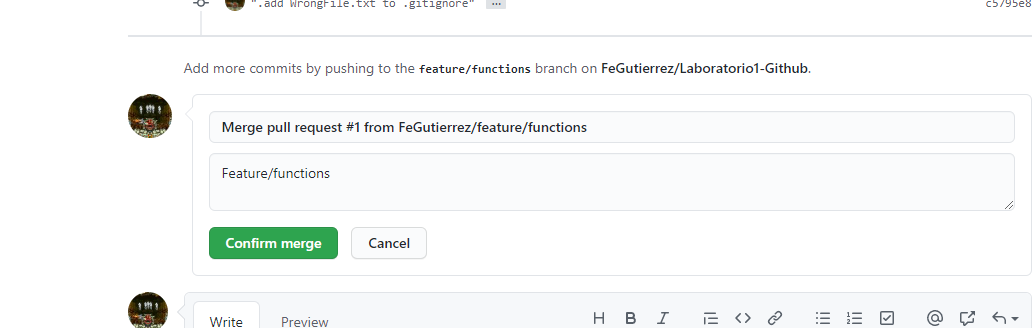 ".add WrongFile.txt to .gitignore" ... c5795e8
Add more commits by pushing to the feature/functions branch on FeGutierrez/Laboratorio1-Github.
Merge pull request #1 from FeGutierrez/feature/functions
Feature/functions
Confirm merge Cancel
Write Preview H B I